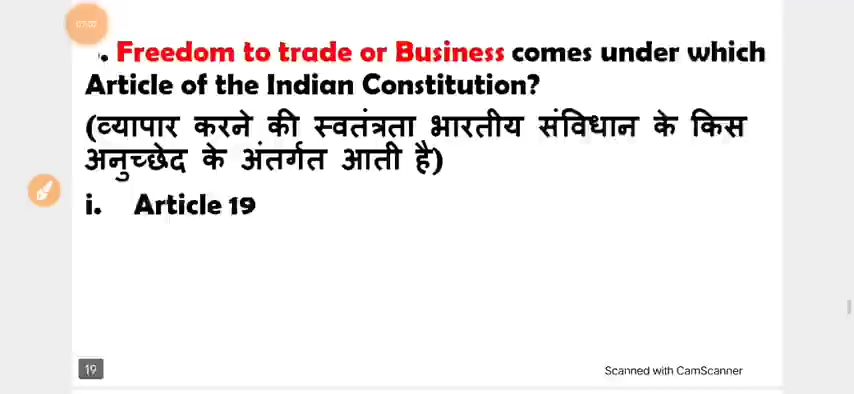 . Freedom to trade or Business comes under which
Article of the Indian Constitution?
(व्यापार करने की स्वतंत्रता भारतीय संविधान के किस
अनुच्छेद के अंतर्गत आती है)
i. Article 19
19
Scanned with CamScanner